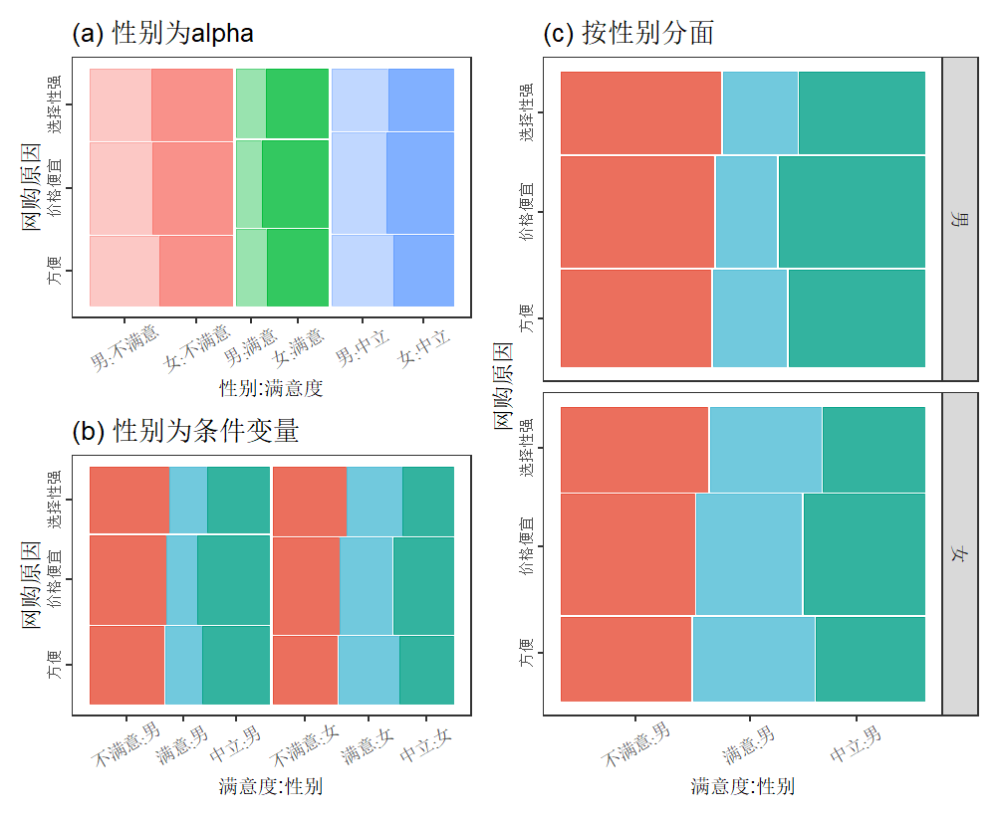 (a) 性别为alpha
网购原因
选择性强
价格便宜
方便
男:不满意
女:不满意
男:满意
女:满意
男:中立
女:中立
性别:满意度
(b) 性别为条件变量
网购原因
选择性强
价格便宜
方便
不满意:男
满意:男
中立:男
不满意:女
满意:女
中立:女
满意度:性别
(c) 按性别分面
网购原因
选择性强
价格便宜
方便
男
选择性强
价格便宜
方便
女
不满意:男
满意:男
中立:男
满意度:性别